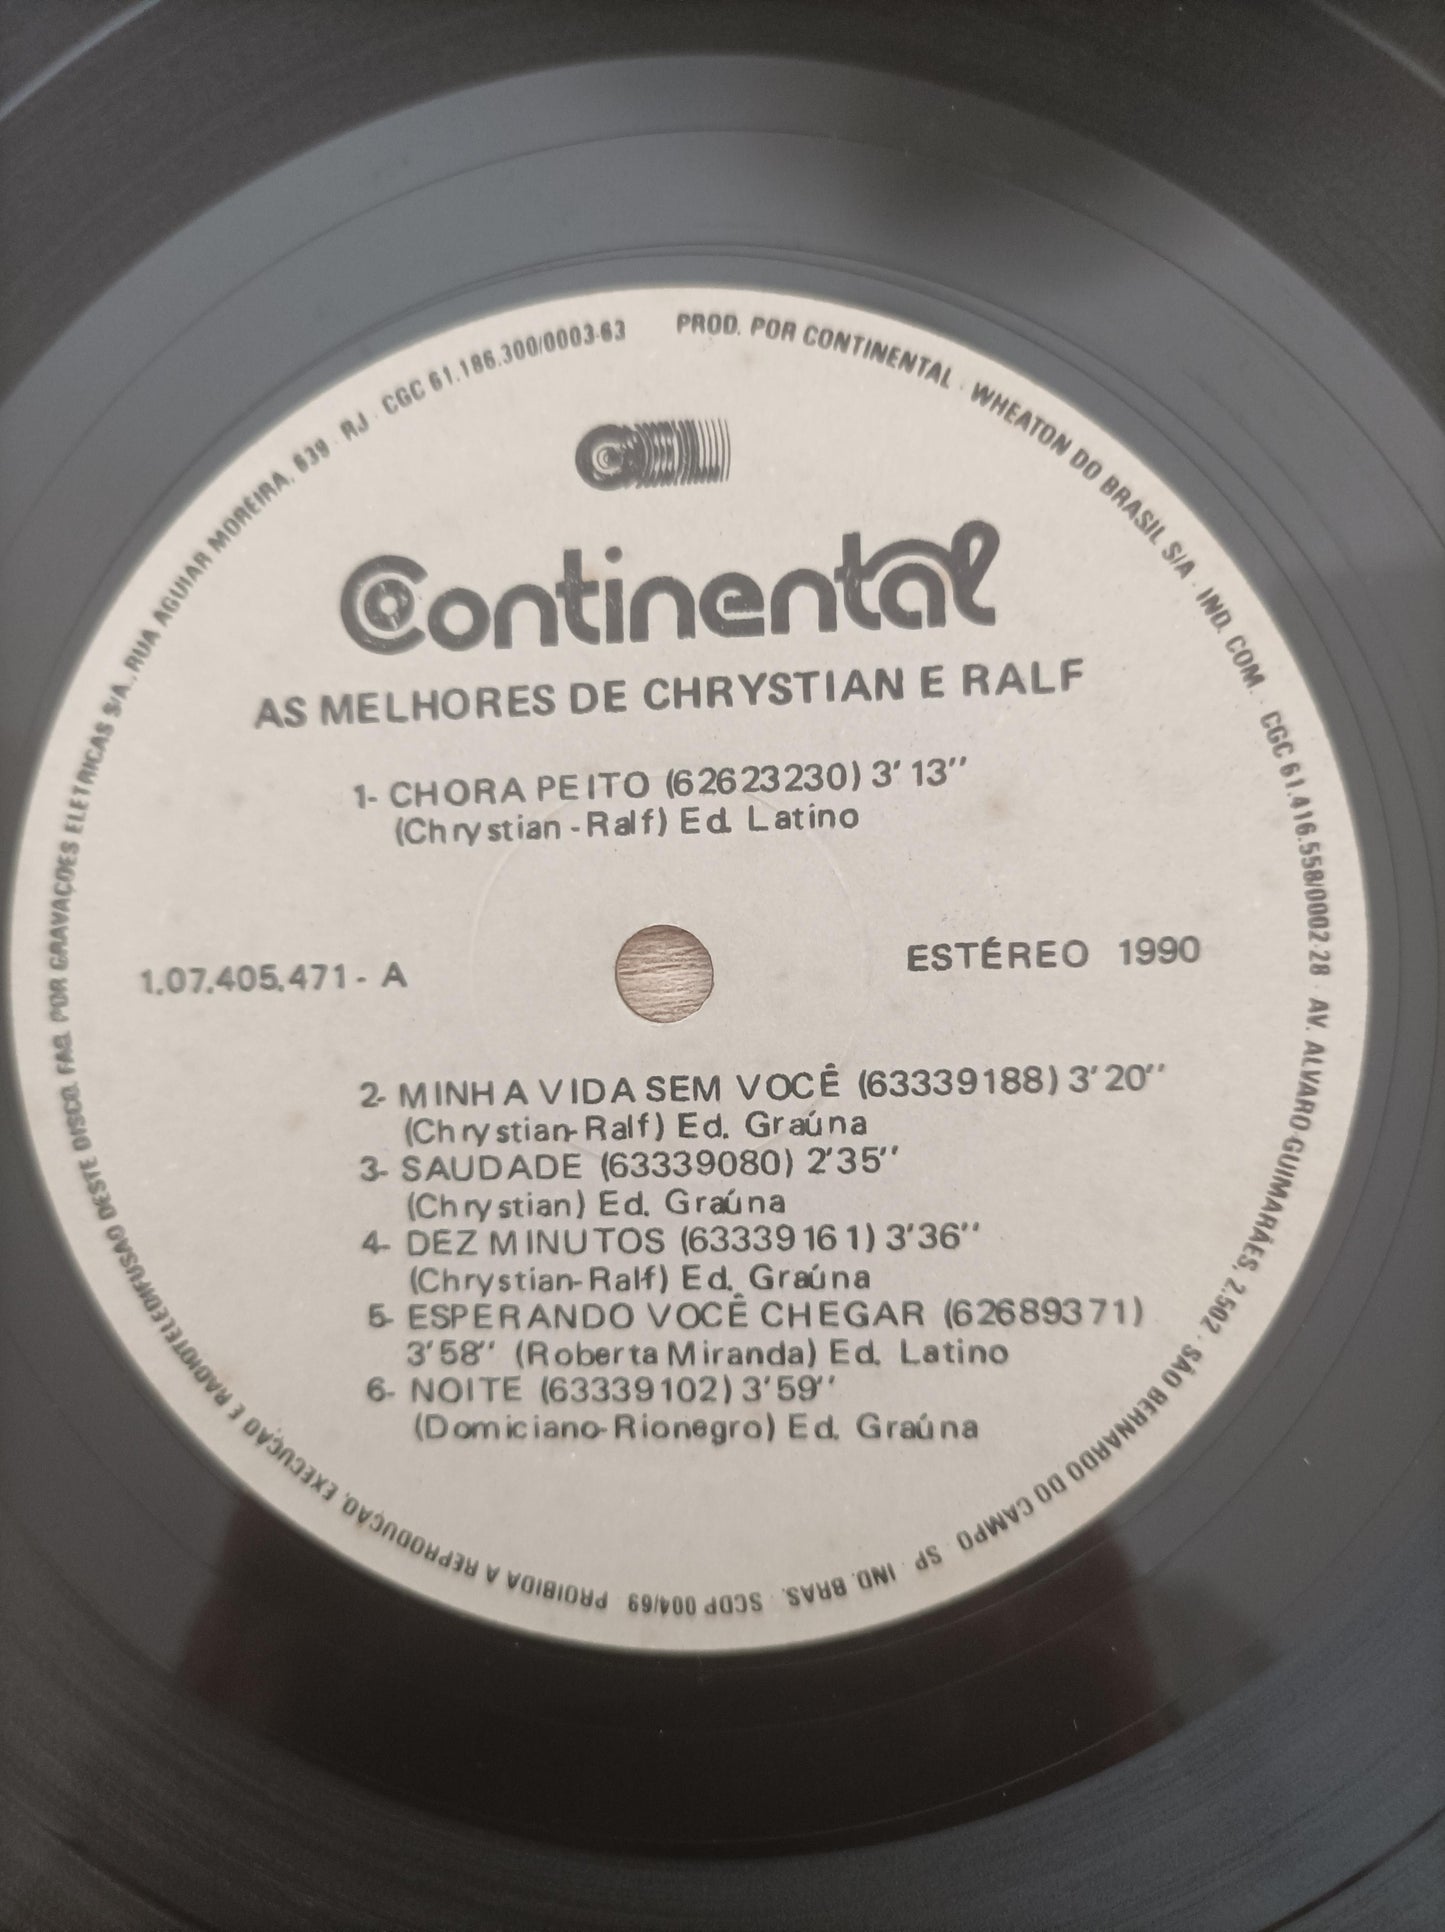 PROD. POR CONTINENTAL · WHEATON DO BRASIL S/A · IND. COM. · CGC 61.416.558/0002-28 · AV. ALVARO GUIMARÃES, 2.502 · SÃO BERNARDO DO CAMPO · SP · IND. BRAS. · SCDP 004/69 · PROIBIDA A REPRODUÇÃO, EXECUÇÃO E RADIOTELEDIFUSÃO DESTE DISCO. FAB. POR GRAVAÇÕES ELETRICAS S/A., RUA AGUIAR MOREIRA, 639 · RJ · CGC 61.186.300/0003-63
Continental
AS MELHORES DE CHRYSTIAN E RALF
1- CHORA PEITO (62623230) 3'13''
(Chrystian - Ralf) Ed. Latino
1.07.405.471 - A
ESTÉREO 1990
2- MINHA VIDA SEM VOCÊ (63339188) 3'20''
(Chrystian-Ralf) Ed. Graúna
3- SAUDADE (63339080) 2'35''
(Chrystian) Ed. Graúna
4- DEZ MINUTOS (63339161) 3'36''
(Chrystian-Ralf) Ed. Graúna
5- ESPERANDO VOCÊ CHEGAR (62689371)
3'58'' (Roberta Miranda) Ed. Latino
6- NOITE (63339102) 3'59''
(Domiciano-Rionegro) Ed. Graúna